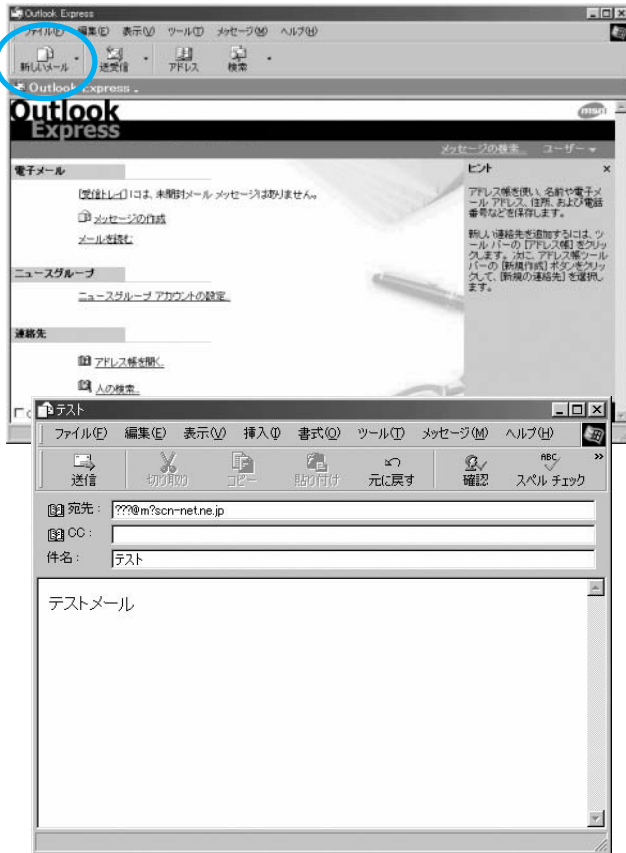 Outlook Express
ファイル(F) 編集(E) 表示(V) ツール(T) メッセージ(M) ヘルプ(H)
新しいメール 送受信 アドレス 検索
Outlook Express
Outlook
Express
msn
メッセージの検索... ユーザー
電子メール
[受信トレイ]には、未開封メール メッセージはありません。
メッセージの作成
メールを読む
ニュースグループ
ニュースグループ アカウントの設定...
連絡先
アドレス帳を開く...
人の検索...
ヒント ×
アドレス帳を使い、名前や電子メ
ール アドレス、住所、および電話
番号などを保存します。
新しい連絡先を追加するには、ツ
ール バーの [アドレス帳] をクリッ
クします。次に、アドレス帳ツール
バーの [新規作成] ボタンをクリッ
クして、[新規の連絡先] を選択し
ます。
テスト
ファイル(F) 編集(E) 表示(V) 挿入(I) 書式(O) ツール(T) メッセージ(M) ヘルプ(H)
送信 切り取り コピー 貼り付け 元に戻す 確認 ABC スペル チェック »
宛先: ???@m?scn-net.ne.jp
CC:
件名: テスト
テストメール